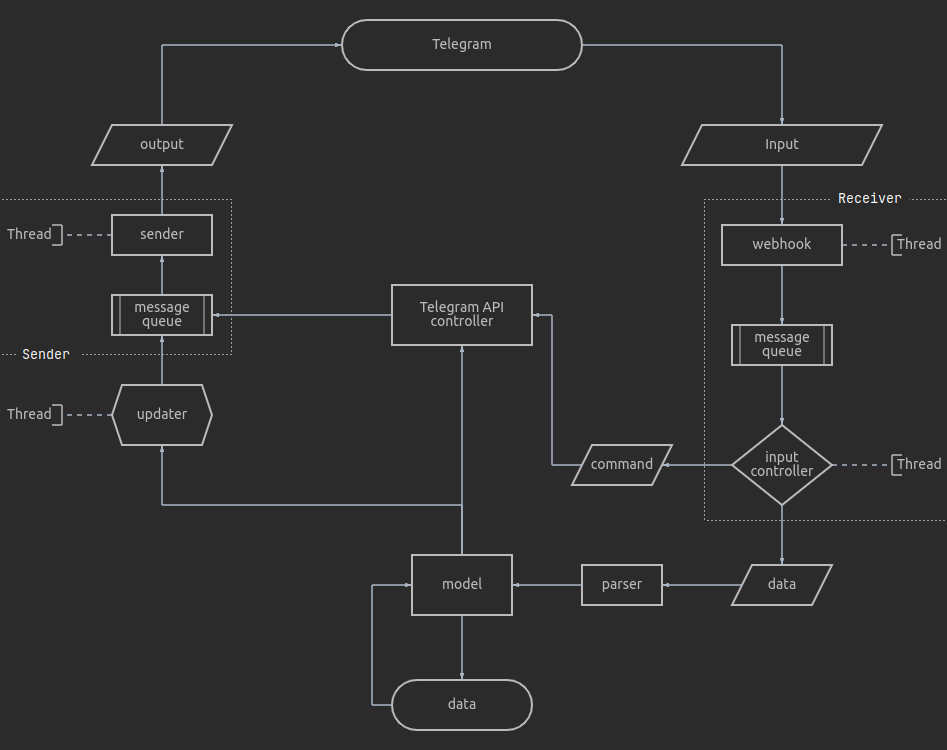 Telegram
output
Input
Receiver
Thread
sender
webhook
Thread
message
queue
Telegram API
controller
message
queue
Sender
Thread
updater
command
input
controller
Thread
model
parser
data
data